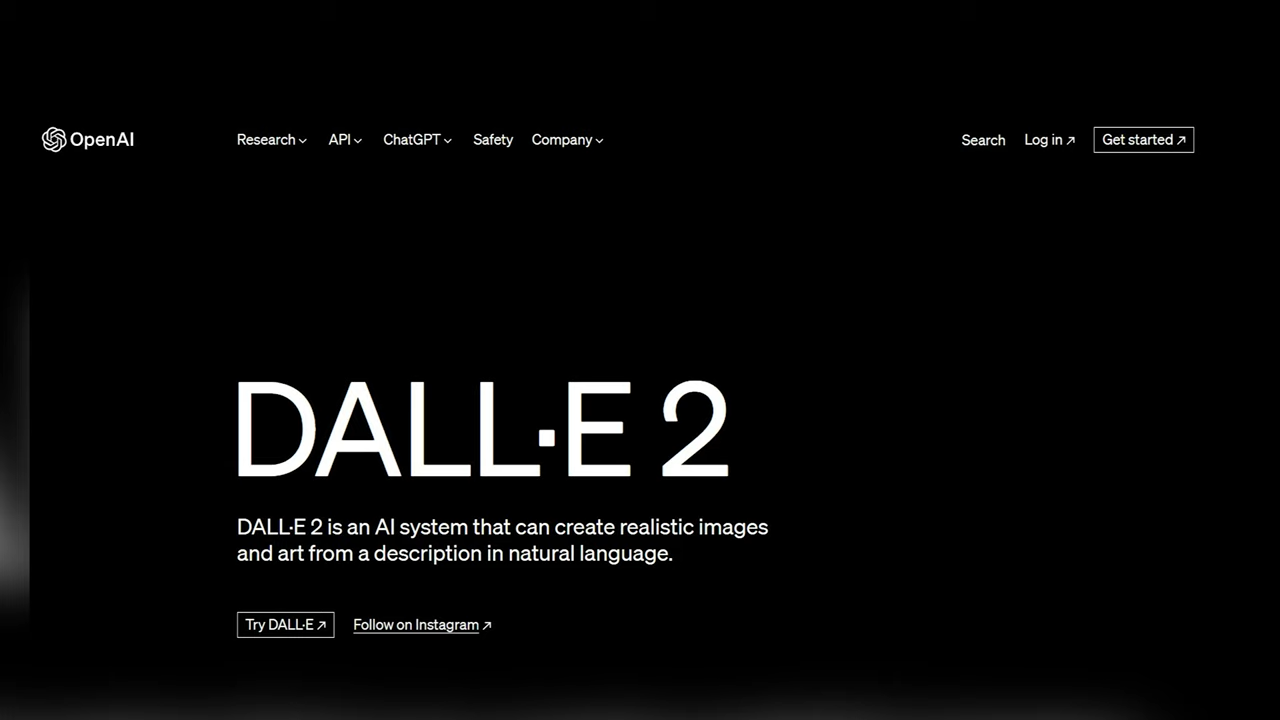 OpenAI
Research API ChatGPT Safety Company
Search Log in ↗ Get started ↗
DALL·E 2
DALL·E 2 is an AI system that can create realistic images
and art from a description in natural language.
Try DALL·E ↗ Follow on Instagram ↗